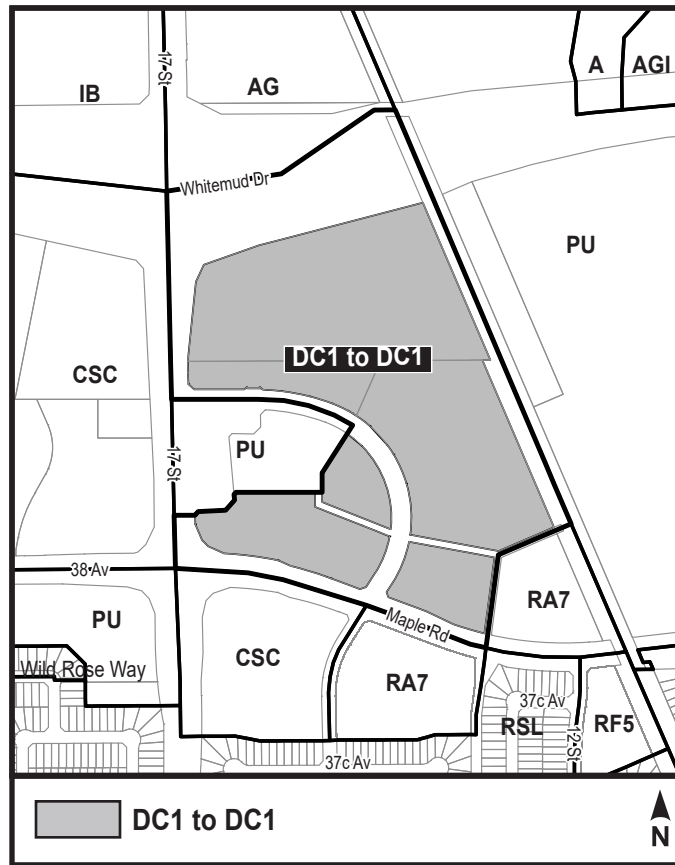 17 St
A
AGI
IB
AG
Whitemud Dr
PU
DC1 to DC1
CSC
PU
17 St
38 Av
PU
Maple Rd
RA7
CSC
Wild Rose Way
RA7
37c Av
RSL
RF5
12 St
37c Av
DC1 to DC1
N